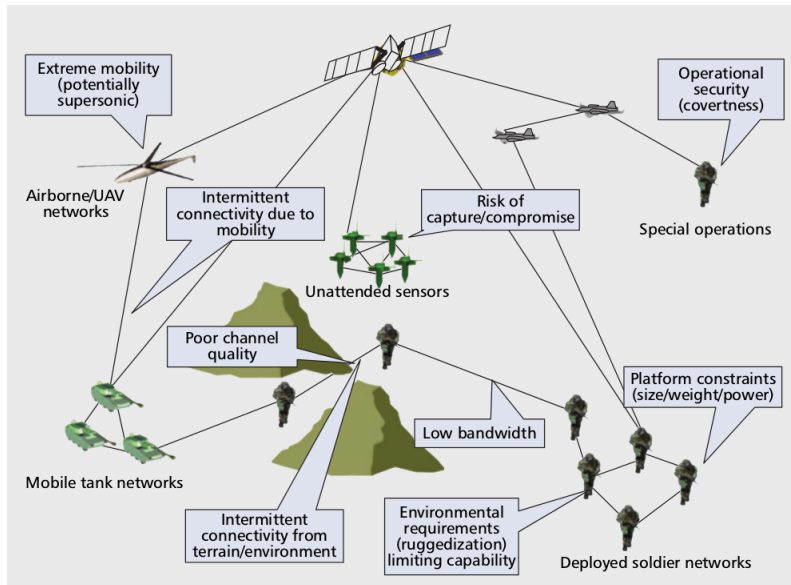 Extreme mobility
(potentially
supersonic)
Operational
security
(covertness)
Airborne/UAV
networks
Intermittent
connectivity due to
mobility
Risk of
capture/compromise
Special operations
Unattended sensors
Poor channel
quality
Platform constraints
(size/weight/power)
Low bandwidth
Mobile tank networks
Intermittent
connectivity from
terrain/environment
Environmental
requirements
(ruggedization)
limiting capability
Deployed soldier networks